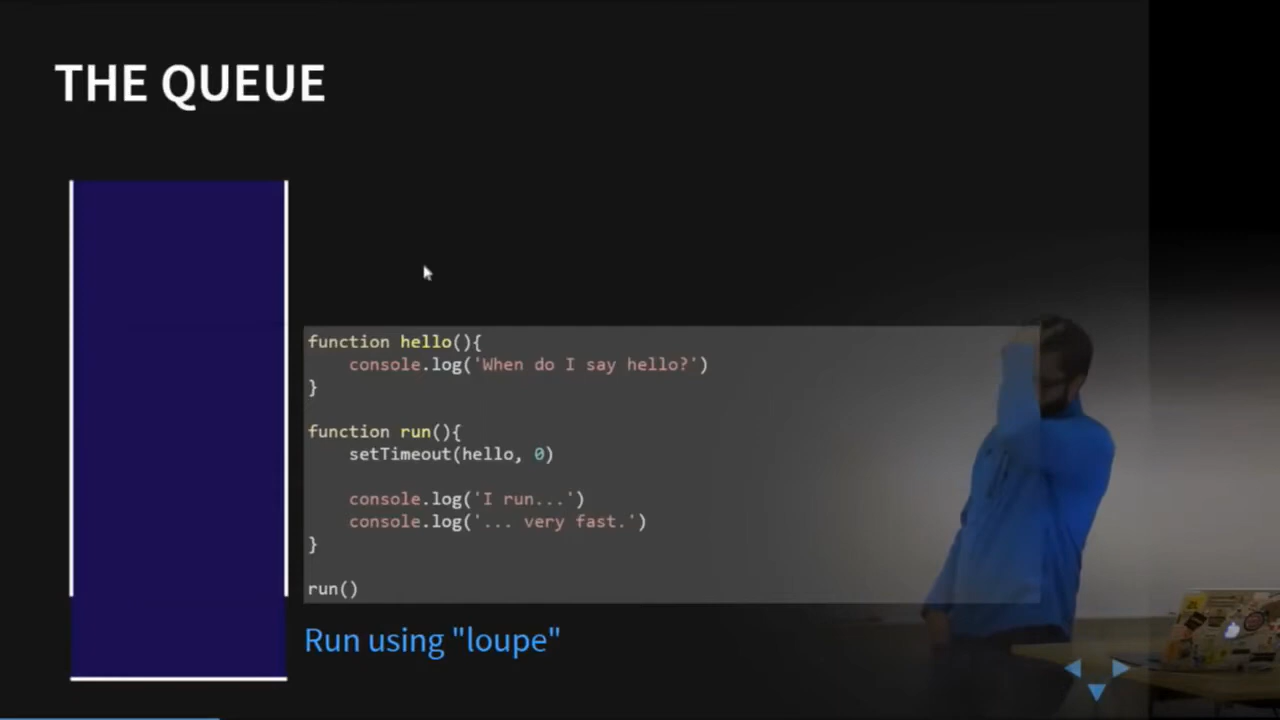 THE QUEUE
function hello(){
    console.log('When do I say hello?')
}
function run(){
    setTimeout(hello, 0)
    console.log('I run...')
    console.log('... very fast.')
}
run()
Run using "loupe"